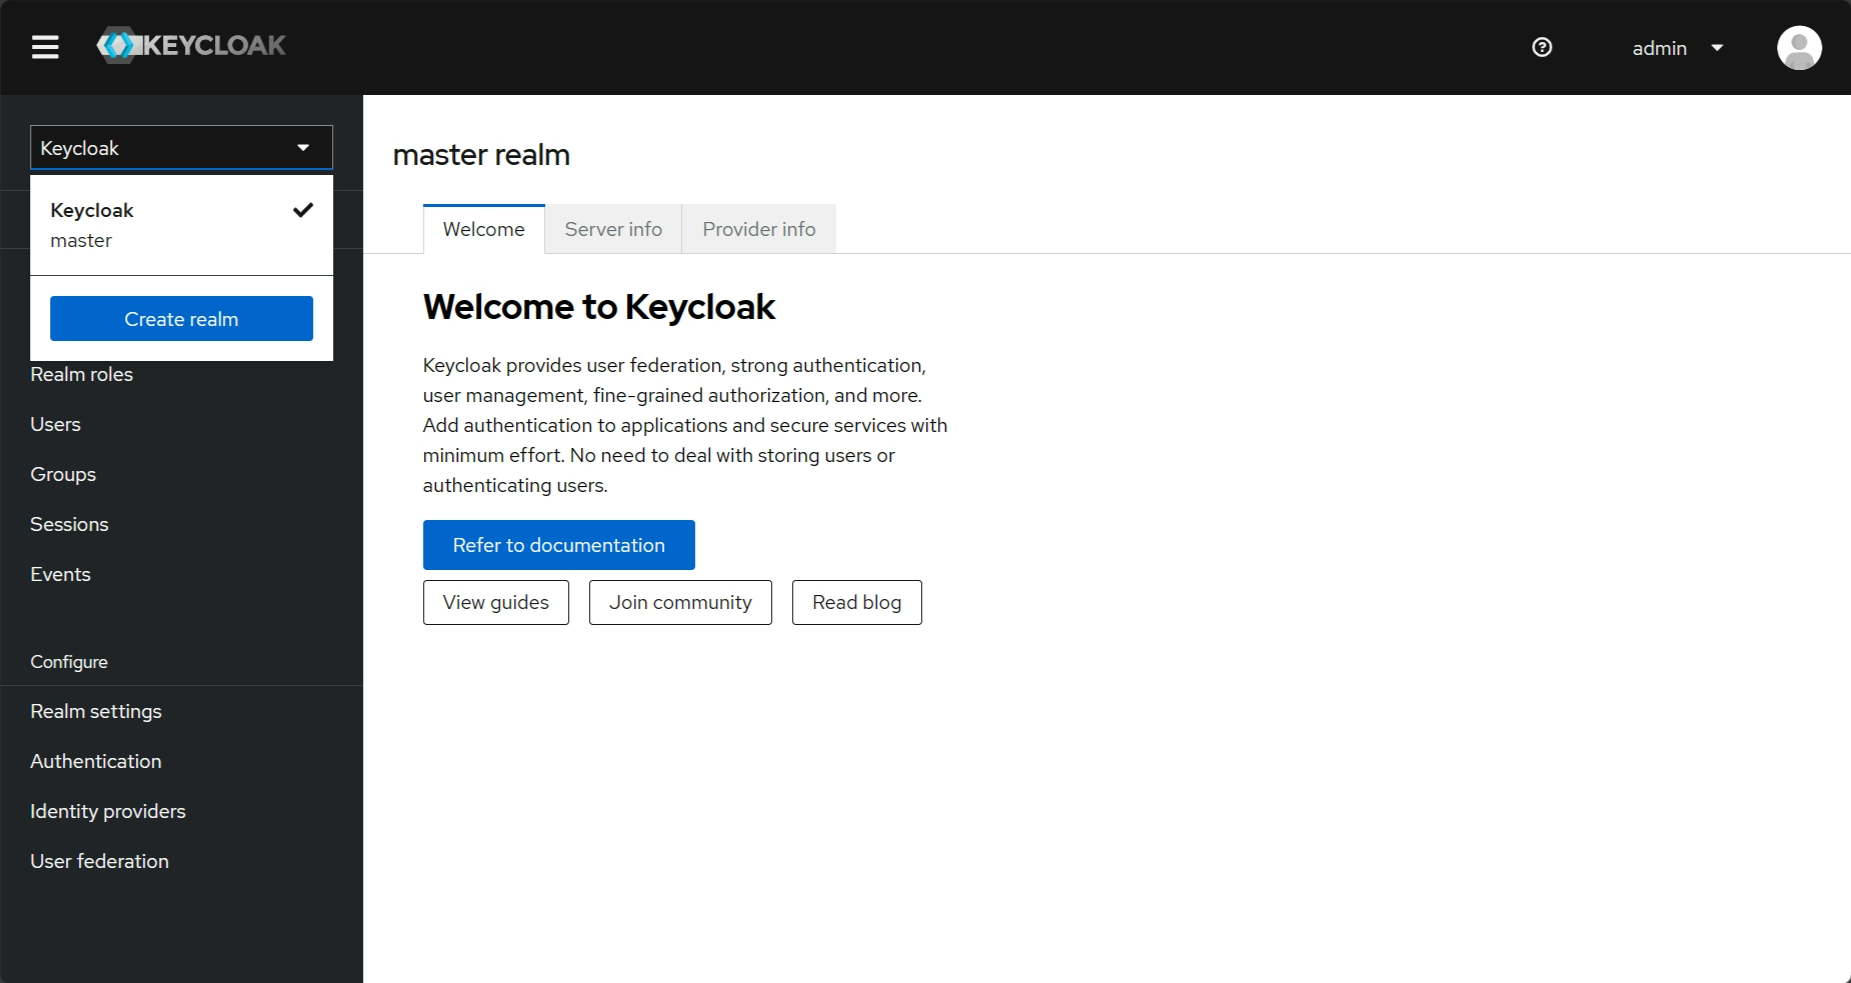 KEYCLOAK
admin
Keycloak
Keycloak
master
Create realm
Realm roles
Users
Groups
Sessions
Events
Configure
Realm settings
Authentication
Identity providers
User federation
master realm
Welcome
Server info
Provider info
Welcome to Keycloak
Keycloak provides user federation, strong authentication,
user management, fine-grained authorization, and more.
Add authentication to applications and secure services with
minimum effort. No need to deal with storing users or
authenticating users.
Refer to documentation
View guides
Join community
Read blog